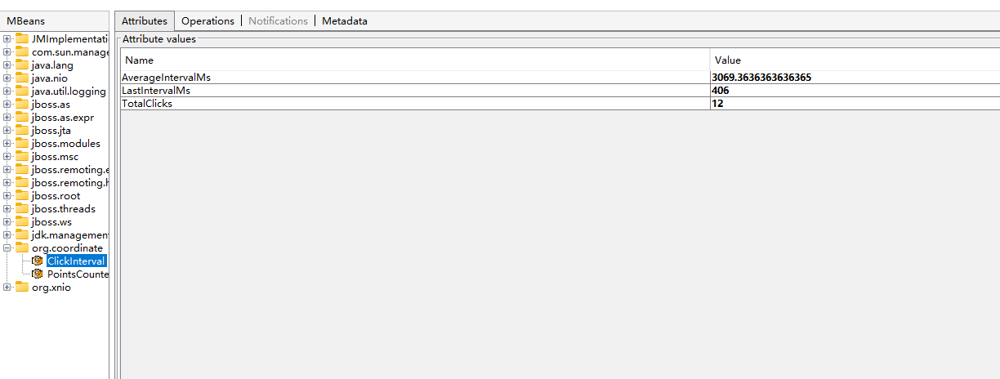 MBeans
JMImplementati
com.sun.manage
java.lang
java.nio
java.util.logging
jboss.as
jboss.as.expr
jboss.jta
jboss.modules
jboss.msc
jboss.remoting.e
jboss.remoting.h
jboss.root
jboss.threads
jboss.ws
jdk.management
org.coordinate
ClickInterval
PointsCounte
org.xnio
Attributes Operations Notifications Metadata
Attribute values
Name Value
AverageIntervalMs 3069.3636363636365
LastIntervalMs 406
TotalClicks 12